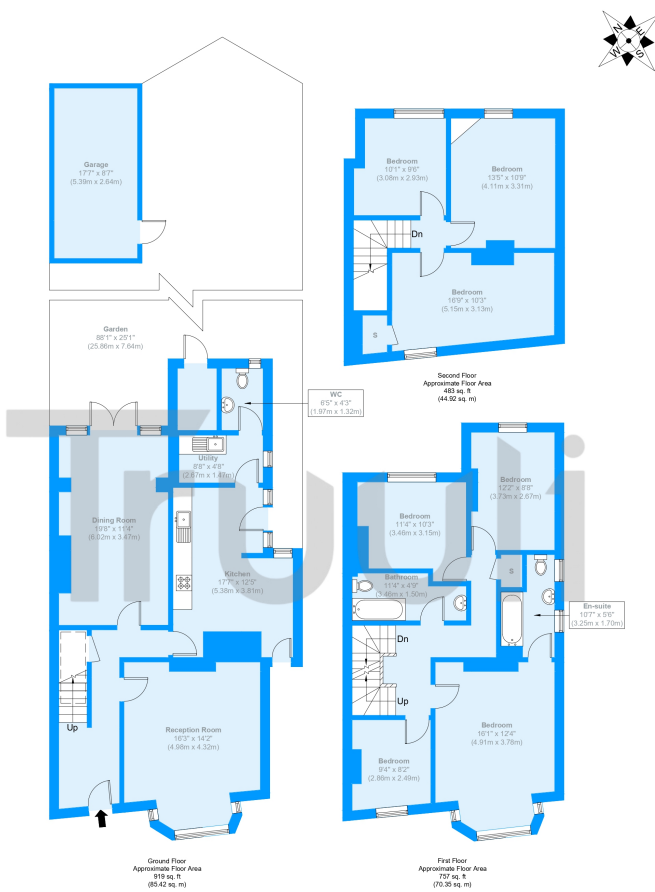 N
E
S
W
Garage
17'7" x 8'7"
(5.39m x 2.64m)
Garden
88'1" x 25'1"
(25.86m x 7.64m)
WC
6'5" x 4'3"
(1.97m x 1.32m)
Utility
8'8" x 4'8"
(2.67m x 1.47m)
Dining Room
19'8" x 11'4"
(6.02m x 3.47m)
Kitchen
17'7" x 12'5"
(5.38m x 3.81m)
Up
Reception Room
16'3" x 14'2"
(4.98m x 4.32m)
Ground Floor
Approximate Floor Area
919 sq. ft
(85.42 sq. m)
Bedroom
10'1" x 9'6"
(3.08m x 2.93m)
Bedroom
13'5" x 10'9"
(4.11m x 3.31m)
Dn
Bedroom
16'9" x 10'3"
(5.15m x 3.13m)
S
Second Floor
Approximate Floor Area
483 sq. ft
(44.92 sq. m)
Bedroom
12'2" x 8'8"
(3.73m x 2.67m)
Bedroom
11'4" x 10'3"
(3.46m x 3.15m)
Bathroom
11'4" x 4'9"
(3.46m x 1.50m)
S
En-suite
10'7" x 5'6"
(3.25m x 1.70m)
Dn
Up
Bedroom
16'1" x 12'4"
(4.91m x 3.78m)
Bedroom
9'4" x 8'2"
(2.86m x 2.49m)
First Floor
Approximate Floor Area
757 sq. ft
(70.35 sq. m)
Truuli